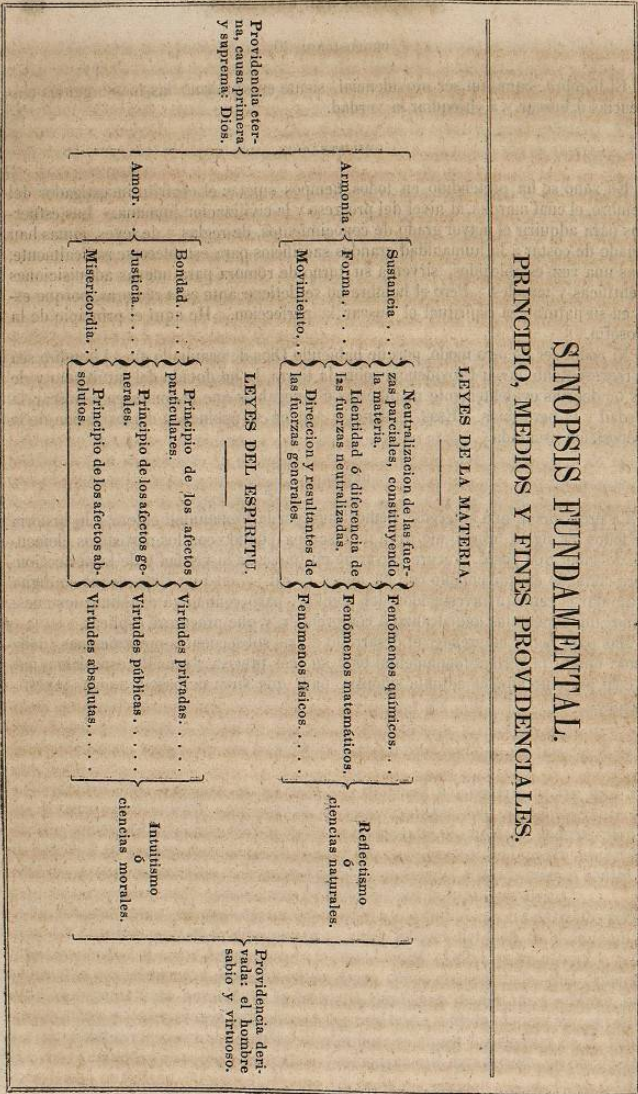 SINOPSIS FUNDAMENTAL.
PRINCIPIO, MEDIOS Y FINES PROVIDENCIALES.
Providencia eter-
na, causa primera
y suprema: Dios.
LEYES DE LA MATERIA.
Armonía . .
Sustancia . . .
Neutralizacion de las fuer-
zas parciales, constituyendo
la materia.
Fenómenos químicos. . .
Forma . . . . .
Identidad ó diferencia de
las fuerzas neutralizadas.
Fenómenos matemáticos.
Movimiento. . .
Direccion y resultantes de
las fuerzas generales.
Fenómenos físicos. . . . .
Reflectismo
ó
ciencias naturales.
LEYES DEL ESPIRITU.
Amor. . . .
Bondad. . . . .
Principio de los afectos
particulares.
Virtudes privadas. . . . .
Justicia. . . . .
Principio de los afectos ge-
nerales.
Virtudes públicas. . . . . .
Misericordia. .
Principio de los afectos ab-
solutos.
Virtudes absolutas. . . . .
Intuitismo
ó
ciencias morales.
Providencia deri-
vada: el hombre
sabio y virtuoso.